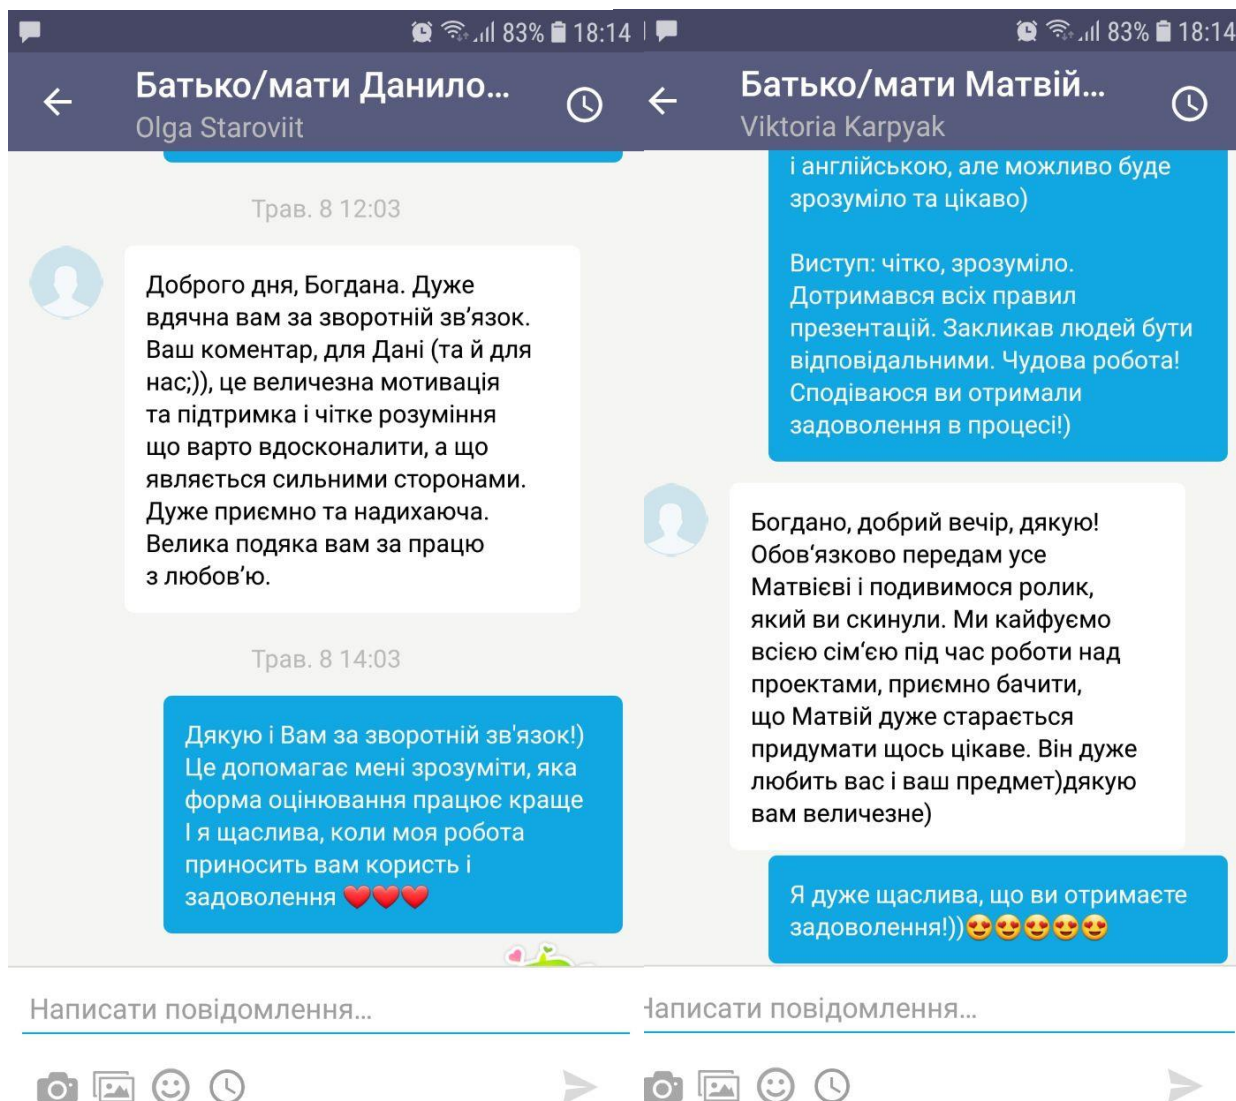 83% 18:14
Батько/мати Данило...
Olga Staroviit
Трав. 8 12:03
Доброго дня, Богдана. Дуже
вдячна вам за зворотній зв’язок.
Ваш коментар, для Дані (та й для
нас;)), це величезна мотивація
та підтримка і чітке розуміння
що варто вдосконалити, а що
являється сильними сторонами.
Дуже приємно та надихаюча.
Велика подяка вам за працю
з любов’ю.
Трав. 8 14:03
Дякую і Вам за зворотній зв'язок!)
Це допомагає мені зрозуміти, яка
форма оцінювання працює краще
І я щаслива, коли моя робота
приносить вам користь і
задоволення ❤️❤️❤️
Написати повідомлення...
83% 18:14
Батько/мати Матвій...
Viktoria Karpyak
і англійською, але можливо буде
зрозуміло та цікаво)
Виступ: чітко, зрозуміло.
Дотримався всіх правил
презентацій. Закликав людей бути
відповідальними. Чудова робота!
Сподіваюся ви отримали
задоволення в процесі!)
Богдано, добрий вечір, дякую!
Обов‘язково передам усе
Матвієві і подивимося ролик,
який ви скинули. Ми кайфуємо
всією сім‘єю під час роботи над
проектами, приємно бачити,
що Матвій дуже старається
придумати щось цікаве. Він дуже
любить вас і ваш предмет)дякую
вам величезне)
Я дуже щаслива, що ви отримаєте
задоволення!))😍😍😍😍😍
Написати повідомлення...